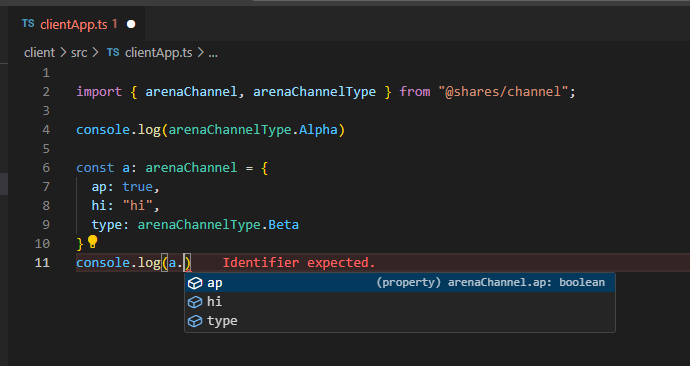 TS clientApp.ts 1
client > src > TS clientApp.ts > ...
1
2 import { arenaChannel, arenaChannelType } from "@shares/channel";
3
4 console.log(arenaChannelType.Alpha)
5
6 const a: arenaChannel = {
7 ap: true,
8 hi: "hi",
9 type: arenaChannelType.Beta
10 }
11 console.log(a.) Identifier expected.
ap (property) arenaChannel.ap: boolean
hi
type